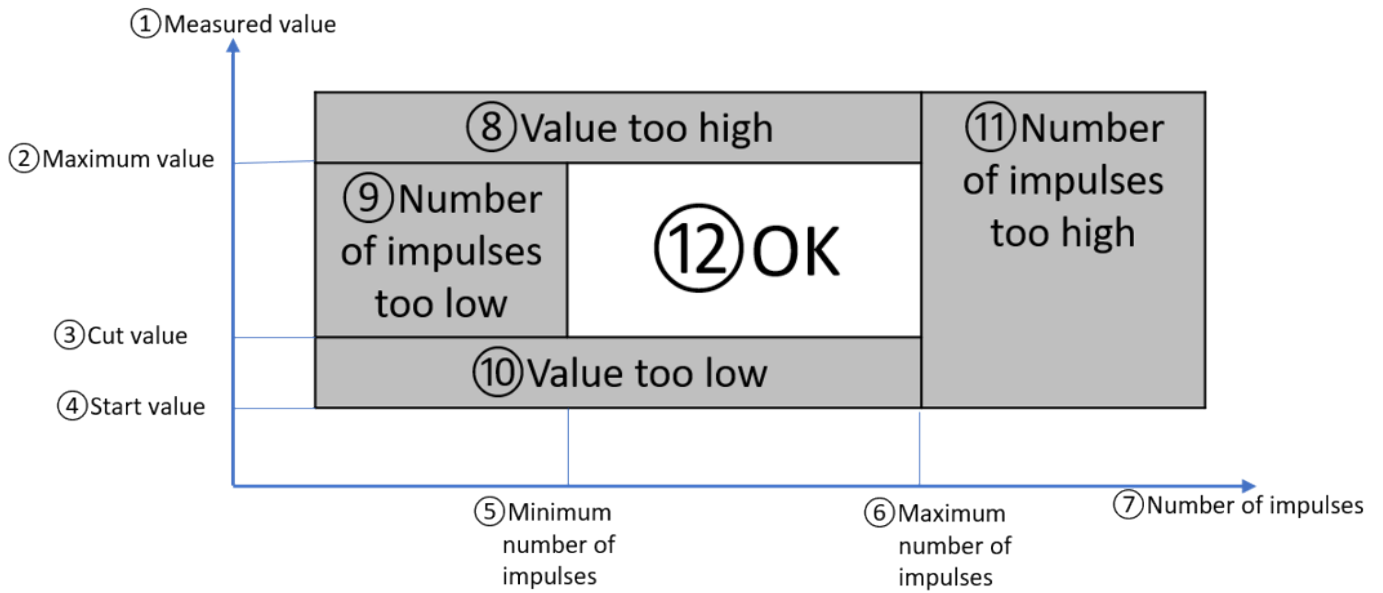 ①Measured value
②Maximum value
③Cut value
④Start value
⑧Value too high
⑨Number
of impulses
too low
⑫OK
⑩Value too low
⑪Number
of impulses
too high
⑤Minimum
number of
impulses
⑥Maximum
number of
impulses
⑦Number of impulses